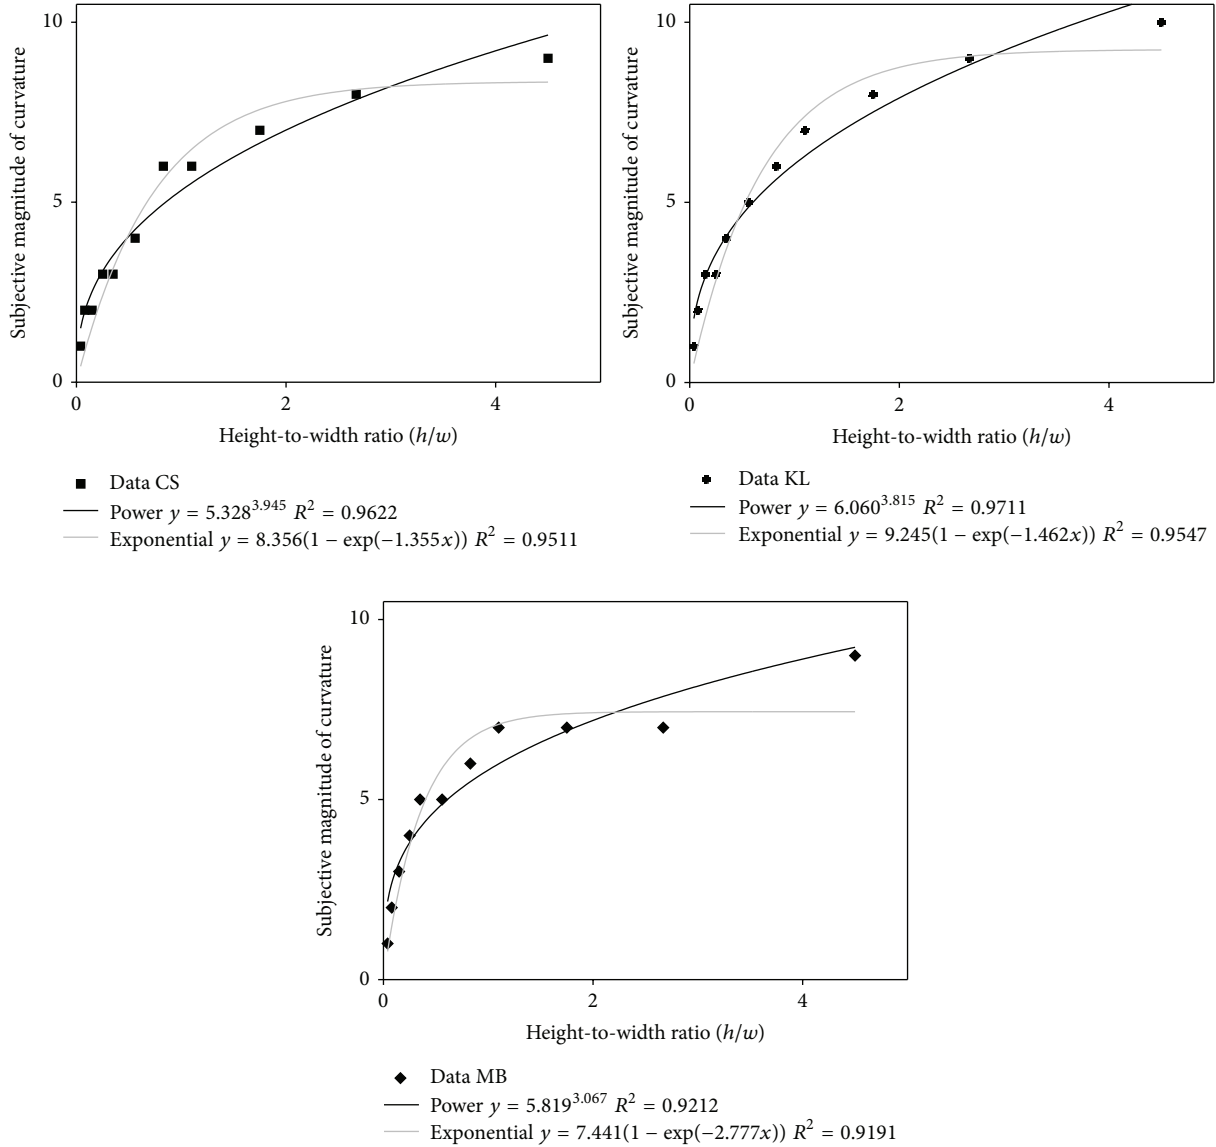 10
5
0
Subjective magnitude of curvature
0 2 4
Height-to-width ratio (h/w)
Data CS
Power y = 5.328^3.945 R^2 = 0.9622
Exponential y = 8.356(1 − exp(−1.355x)) R^2 = 0.9511
10
5
0
Subjective magnitude of curvature
0 2 4
Height-to-width ratio (h/w)
Data KL
Power y = 6.060^3.815 R^2 = 0.9711
Exponential y = 9.245(1 − exp(−1.462x)) R^2 = 0.9547
10
5
0
Subjective magnitude of curvature
0 2 4
Height-to-width ratio (h/w)
Data MB
Power y = 5.819^3.067 R^2 = 0.9212
Exponential y = 7.441(1 − exp(−2.777x)) R^2 = 0.9191